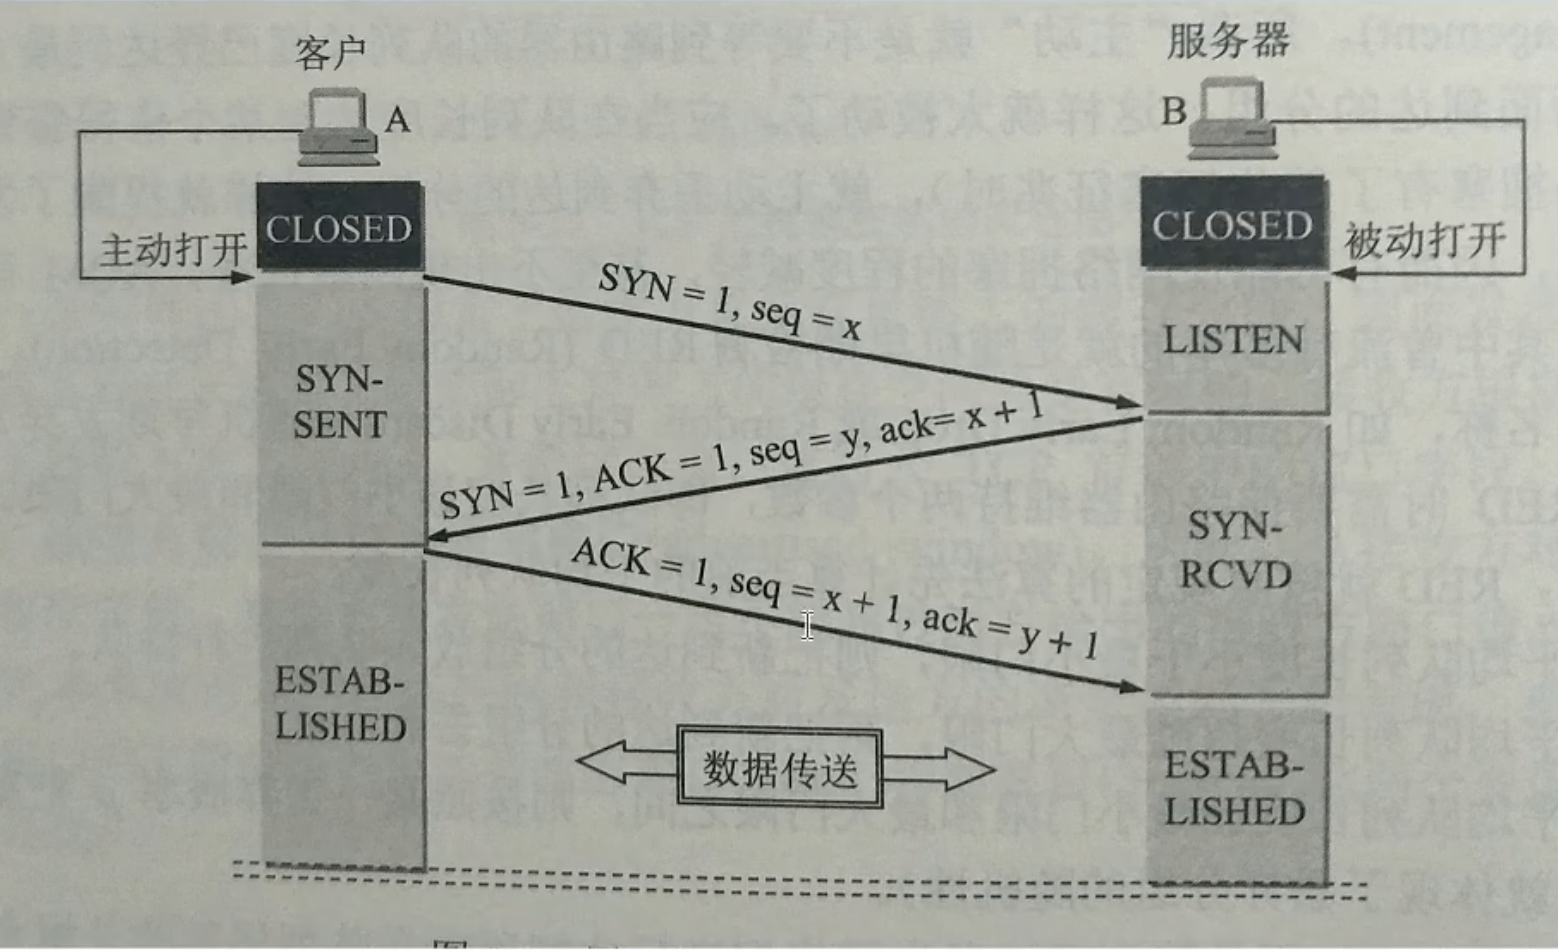 客户
服务器
A
B
CLOSED
CLOSED
主动打开
被动打开
SYN = 1, seq = x
SYN-
SENT
LISTEN
SYN = 1, ACK = 1, seq = y, ack= x + 1
ACK = 1, seq = x + 1, ack = y + 1
SYN-
RCVD
ESTAB-
LISHED
数据传送
ESTAB-
LISHED